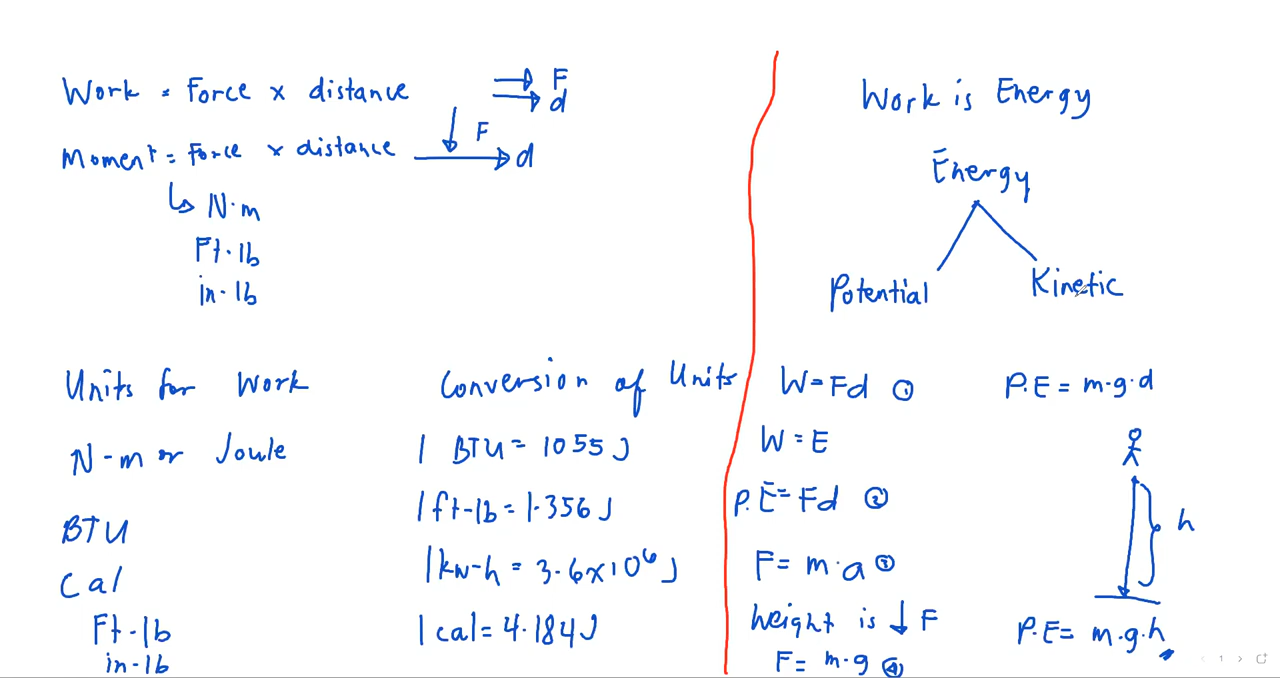 Work = Force x distance
F
d
Moment = Force x distance
F
d
N·m
Ft·lb
in·lb
Units for Work
N-m or Joule
BTU
Cal
Ft-lb
in-lb
Conversion of Units
1 BTU = 1055 J
1 ft-lb = 1.356 J
1 kw-h = 3.6x10⁶ J
1 cal = 4.184 J
Work is Energy
Energy
Potential
Kinetic
W = Fd ①
W = E
P.E = Fd ②
F = m·a ③
Weight is ↓ F
F = m·g ④
P.E = m·g·d
h
P.E = m·g·h
1